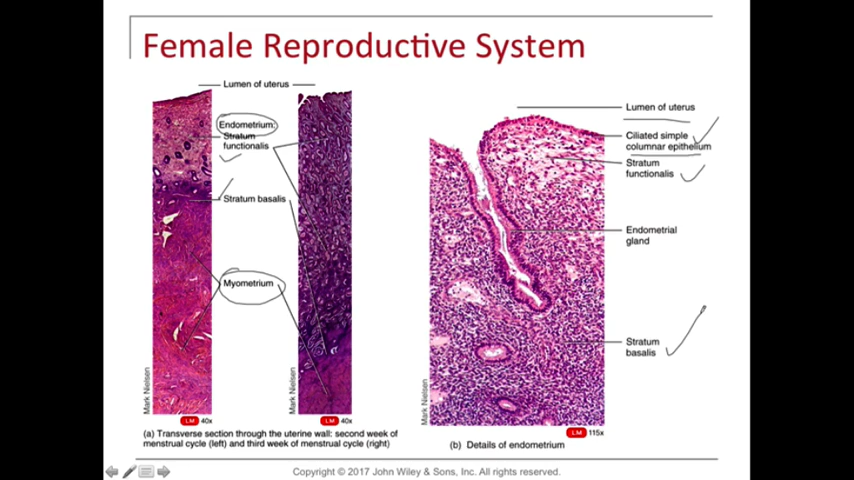 Female Reproductive System
Lumen of uterus
Endometrium:
Stratum
functionalis
Stratum basalis
Myometrium
Mark Nielsen
Mark Nielsen
LM 40x
LM 40x
(a) Transverse section through the uterine wall: second week of
menstrual cycle (left) and third week of menstrual cycle (right)
Lumen of uterus
Ciliated simple
columnar epithelium
Stratum
functionalis
Endometrial
gland
Stratum
basalis
Mark Nielsen
LM 115x
(b) Details of endometrium
Copyright © 2017 John Wiley & Sons, Inc. All rights reserved.